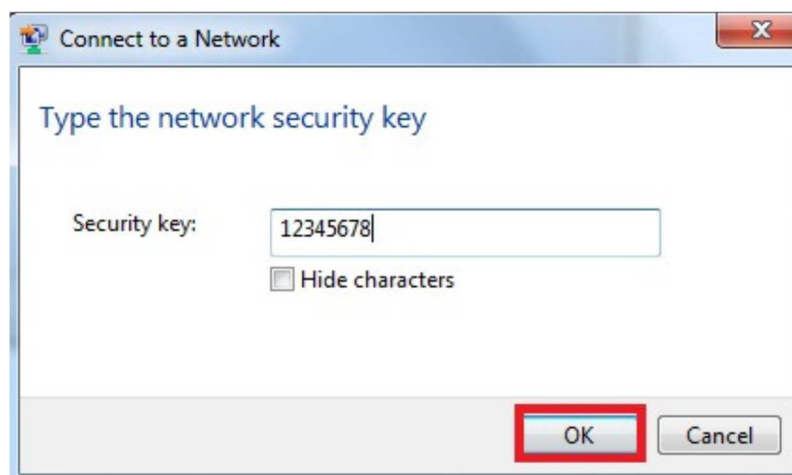 Connect to a Network
Type the network security key
Security key: 12345678
Hide characters
OK Cancel